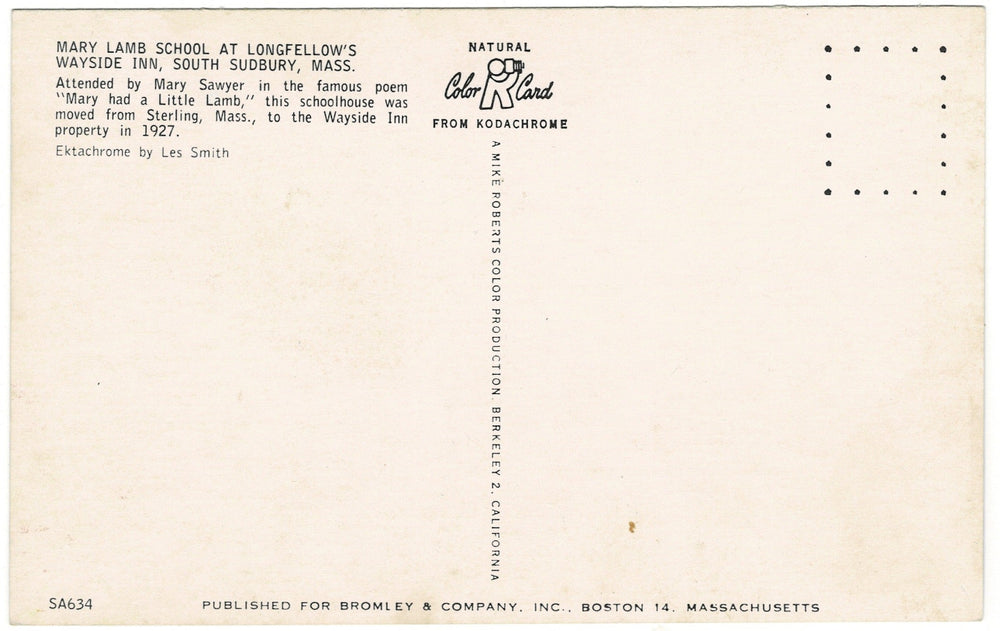 MARY LAMB SCHOOL AT LONGFELLOW'S
WAYSIDE INN, SOUTH SUDBURY, MASS.
Attended by Mary Sawyer in the famous poem
"Mary had a Little Lamb," this schoolhouse was
moved from Sterling, Mass., to the Wayside Inn
property in 1927.
Ektachrome by Les Smith
NATURAL
Color Card
FROM KODACHROME
A MIKE ROBERTS COLOR PRODUCTION. BERKELEY 2, CALIFORNIA
SA634
PUBLISHED FOR BROMLEY & COMPANY, INC., BOSTON 14, MASSACHUSETTS